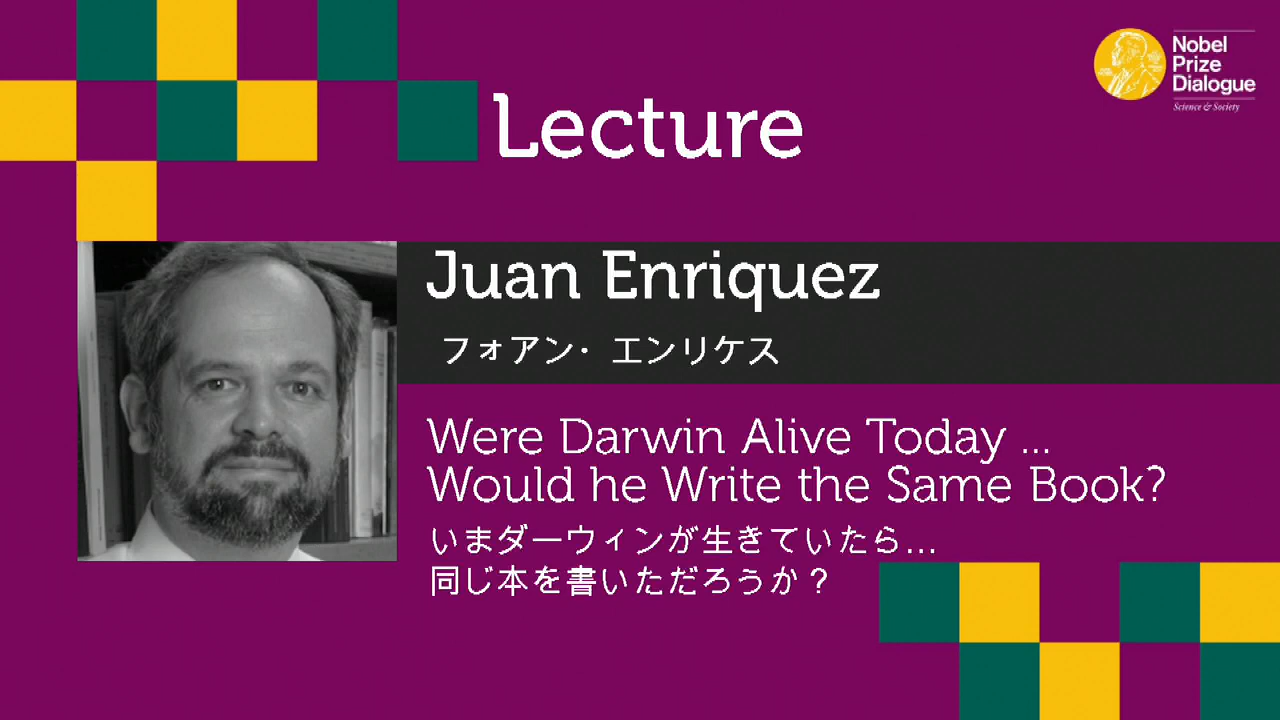 Nobel
Prize
Dialogue
Science & Society
Lecture
Juan Enriquez
フォアン・エンリケス
Were Darwin Alive Today ...
Would he Write the Same Book?
いまダーウィンが生きていたら...
同じ本を書いただろうか？